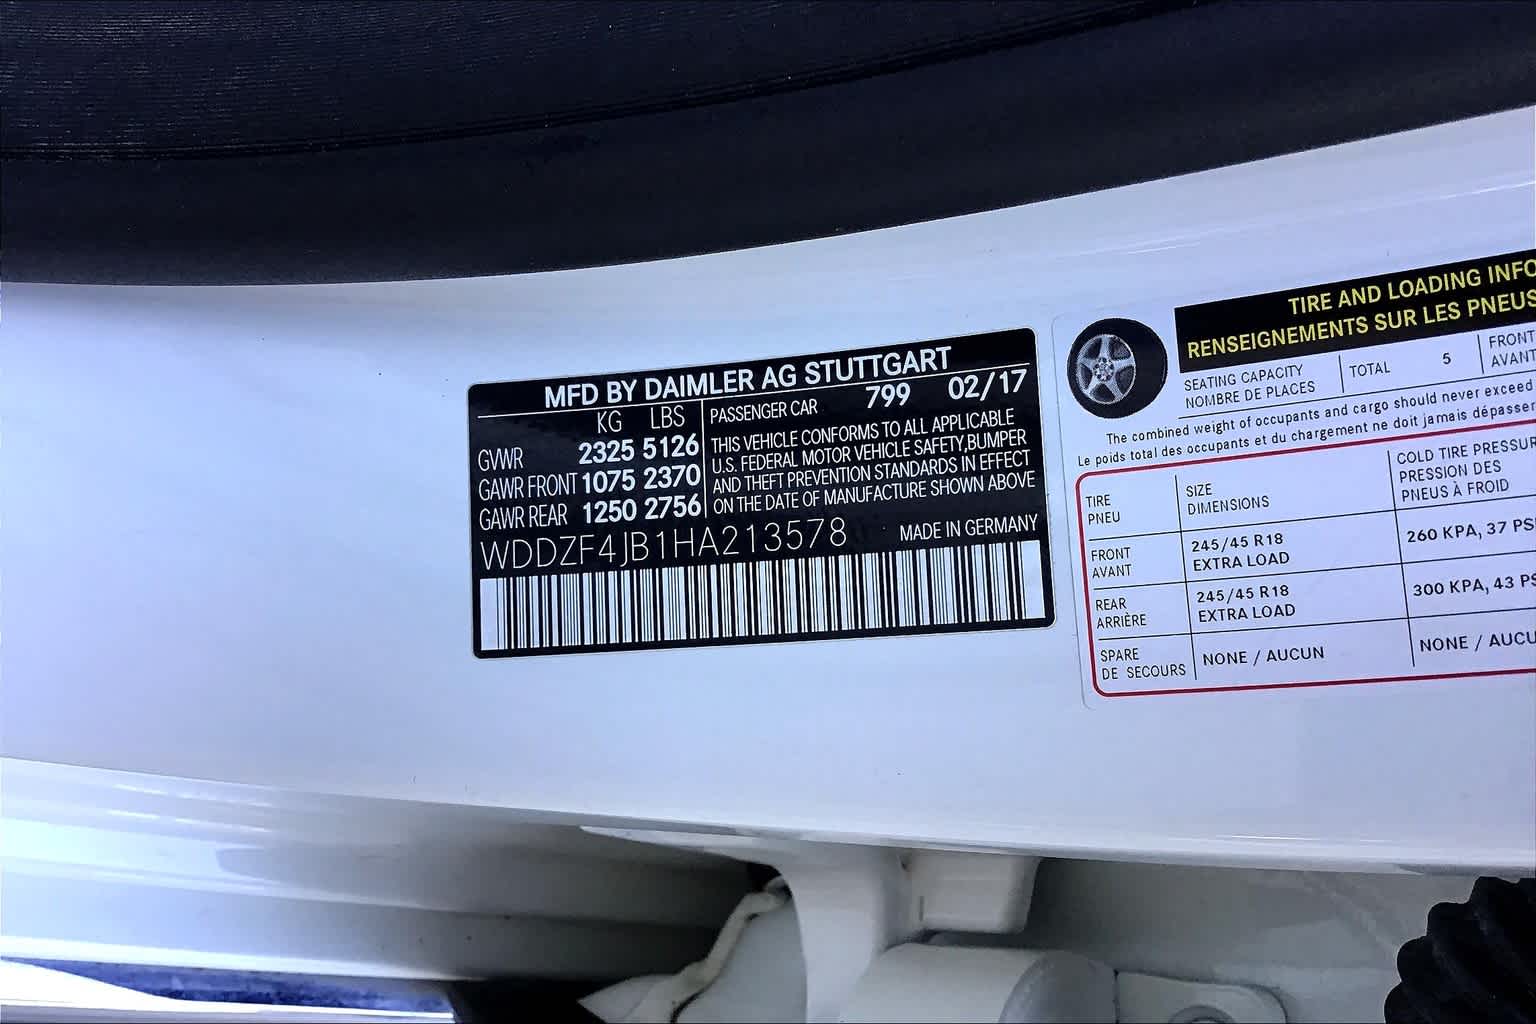 MFD BY DAIMLER AG STUTTGART
KG LBS
GVWR 2325 5126
GAWR FRONT 1075 2370
GAWR REAR 1250 2756
PASSENGER CAR 799 02/17
THIS VEHICLE CONFORMS TO ALL APPLICABLE
U.S. FEDERAL MOTOR VEHICLE SAFETY,BUMPER
AND THEFT PREVENTION STANDARDS IN EFFECT
ON THE DATE OF MANUFACTURE SHOWN ABOVE
WDDZF4JB1HA213578 MADE IN GERMANY
TIRE AND LOADING INFO
RENSEIGNEMENTS SUR LES PNEUS
SEATING CAPACITY
NOMBRE DE PLACES
TOTAL 5
FRONT
AVANT
The combined weight of occupants and cargo should never exceed
Le poids total des occupants et du chargement ne doit jamais dépasser
TIRE
PNEU
SIZE
DIMENSIONS
COLD TIRE PRESSUR
PRESSION DES
PNEUS À FROID
FRONT
AVANT
245/45 R18
EXTRA LOAD
260 KPA, 37 PS
REAR
ARRIÈRE
245/45 R18
EXTRA LOAD
300 KPA, 43 PS
SPARE
DE SECOURS
NONE / AUCUN
NONE / AUCU